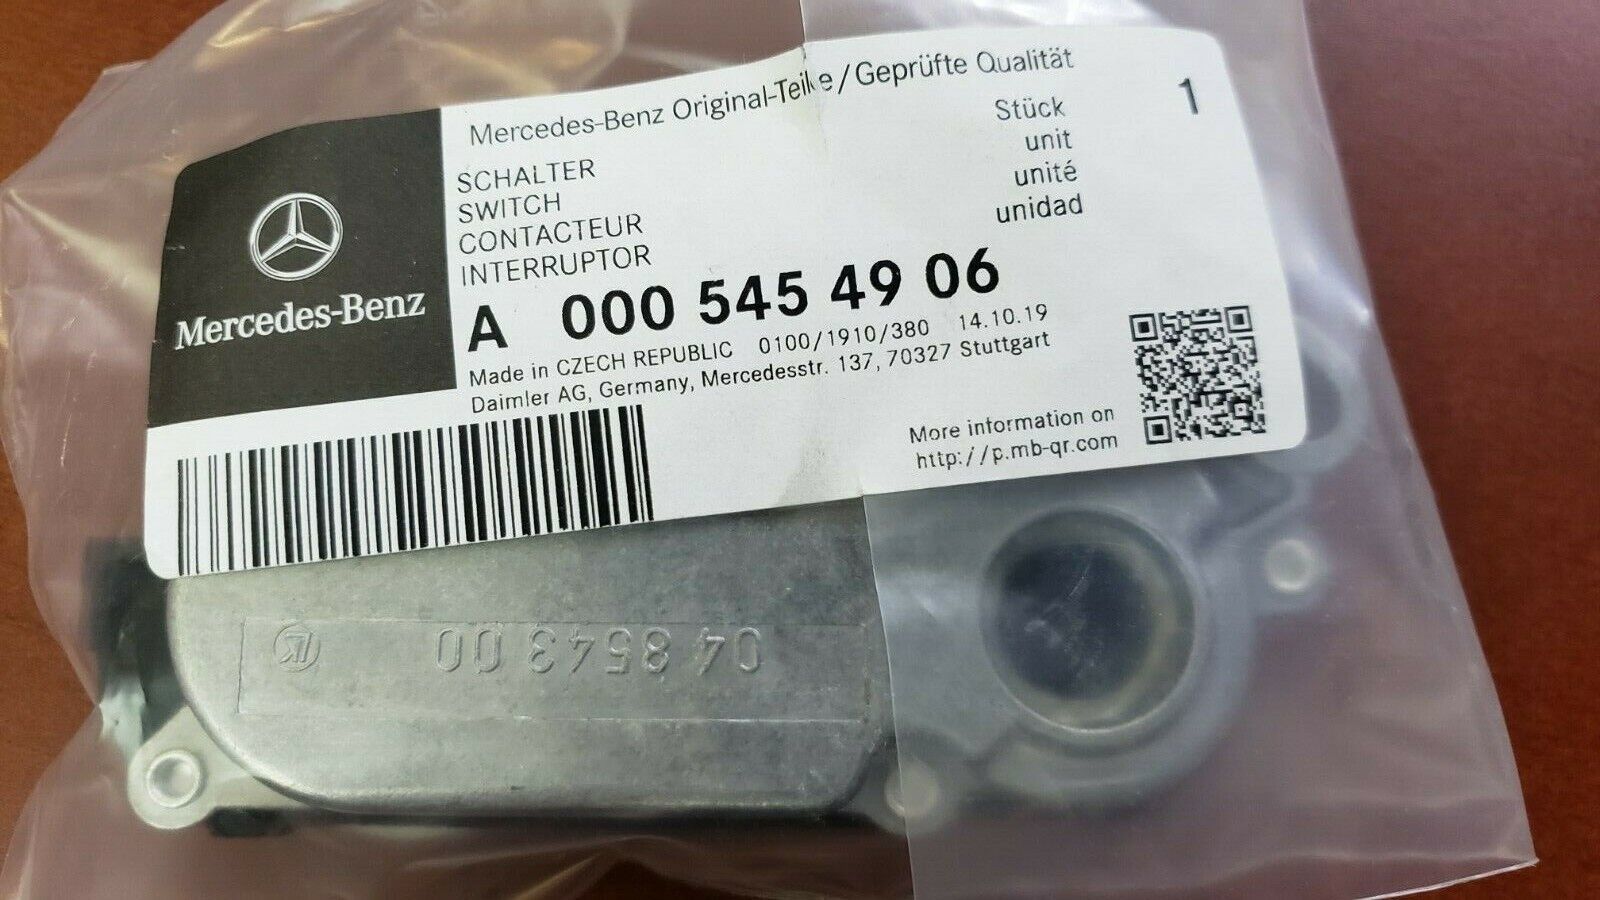 Mercedes-Benz Original-Teile/Geprüfte Qualität
SCHALTER
SWITCH
CONTACTEUR
INTERRUPTOR
Stück 1
unit
unité
unidad
Mercedes-Benz
A 000 545 49 06
Made in CZECH REPUBLIC 0100/1910/380 14.10.19
Daimler AG, Germany, Mercedesstr. 137, 70327 Stuttgart
More information on
http://p.mb-qr.com
04 8543 00